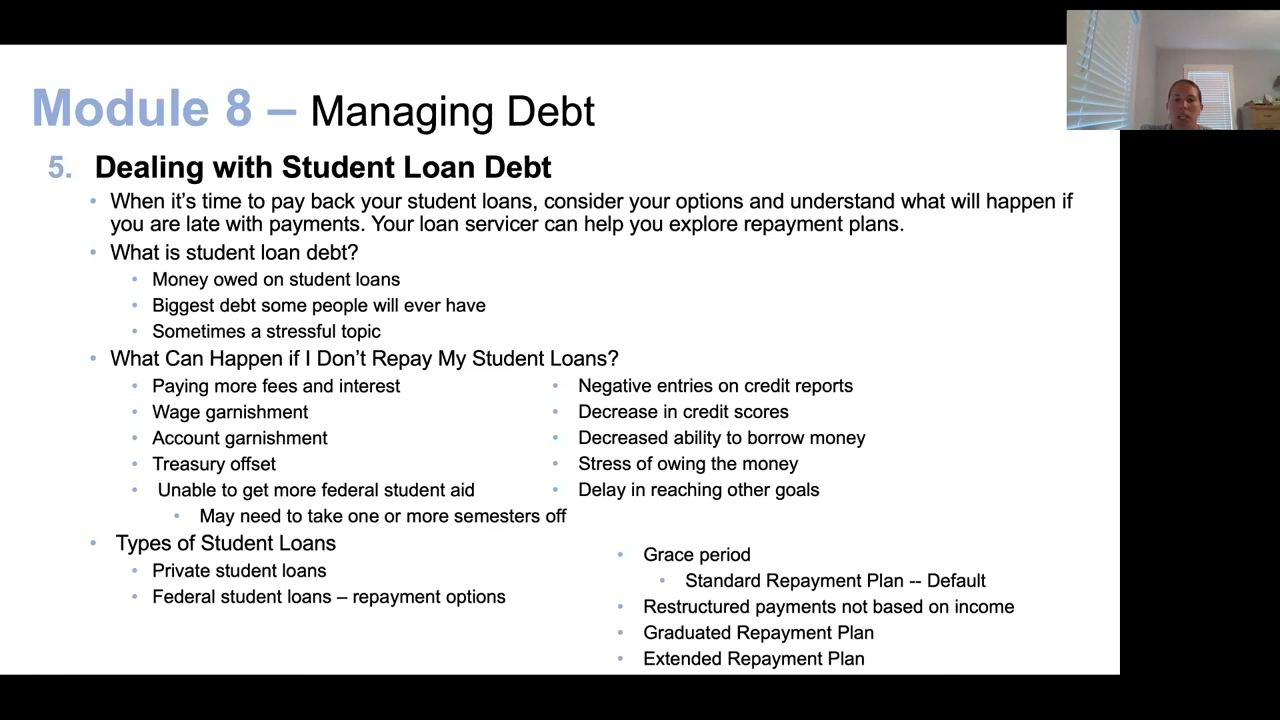 Module 8 – Managing Debt
5. Dealing with Student Loan Debt
• When it's time to pay back your student loans, consider your options and understand what will happen if
you are late with payments. Your loan servicer can help you explore repayment plans.
• What is student loan debt?
• Money owed on student loans
• Biggest debt some people will ever have
• Sometimes a stressful topic
• What Can Happen if I Don't Repay My Student Loans?
• Paying more fees and interest
• Wage garnishment
• Account garnishment
• Treasury offset
• Unable to get more federal student aid
• May need to take one or more semesters off
• Negative entries on credit reports
• Decrease in credit scores
• Decreased ability to borrow money
• Stress of owing the money
• Delay in reaching other goals
• Types of Student Loans
• Private student loans
• Federal student loans – repayment options
• Grace period
• Standard Repayment Plan -- Default
• Restructured payments not based on income
• Graduated Repayment Plan
• Extended Repayment Plan